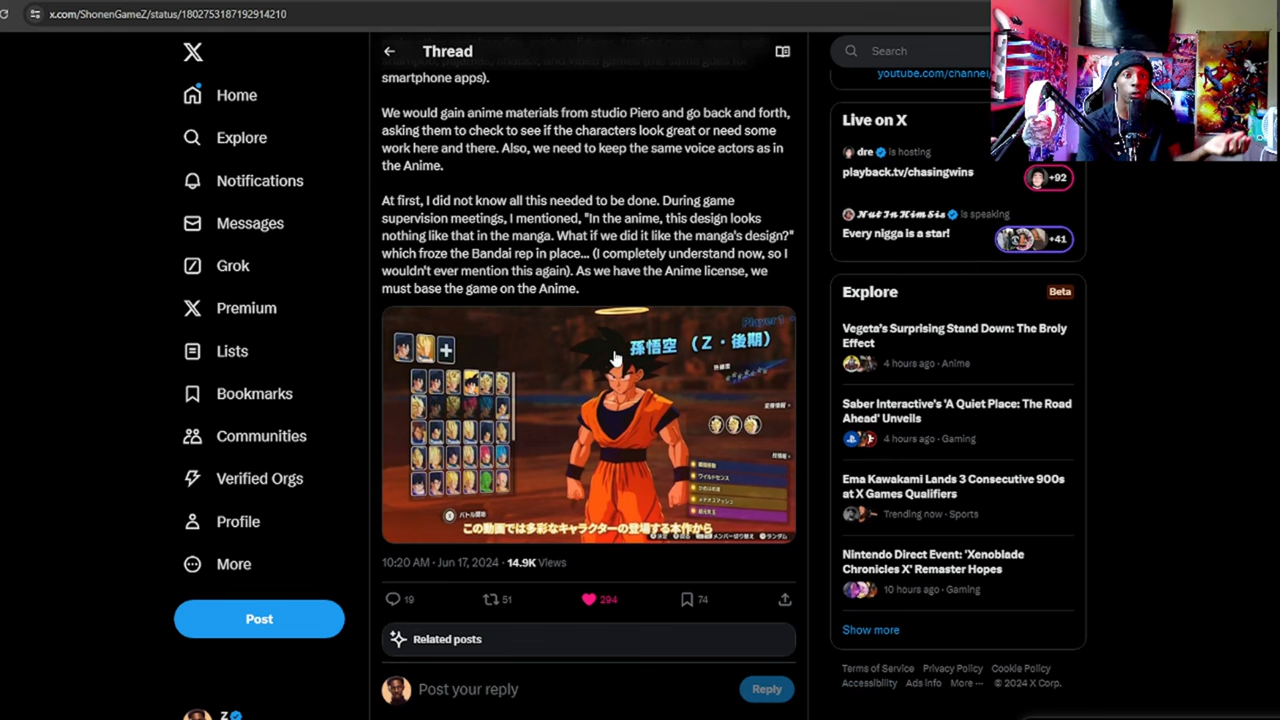 x.com/ShonenGameZ/status/1802753187192914210
Home
Explore
Notifications
Messages
Grok
Premium
Lists
Bookmarks
Communities
Verified Orgs
Profile
More
Post
Z
Thread
smartphone apps).
We would gain anime materials from studio Piero and go back and forth,
asking them to check to see if the characters look great or need some
work here and there. Also, we need to keep the same voice actors as in
the Anime.
At first, I did not know all this needed to be done. During game
supervision meetings, I mentioned, "In the anime, this design looks
nothing like that in the manga. What if we did it like the manga's design?"
which froze the Bandai rep in place... (I completely understand now, so I
wouldn't ever mention this again). As we have the Anime license, we
must base the game on the Anime.
Player 1
孫悟空 (Z・後期)
バトル開始
この動画では多彩なキャラクターの登場する本作から
10:20 AM · Jun 17, 2024 · 14.9K Views
19
51
294
74
Related posts
Post your reply
Reply
Search
youtube.com/channel/
Live on X
dre is hosting
playback.tv/chasingwins
+92
Nut In Him Sis is speaking
Every nigga is a star!
+41
Explore
Beta
Vegeta's Surprising Stand Down: The Broly
Effect
4 hours ago · Anime
Saber Interactive's 'A Quiet Place: The Road
Ahead' Unveils
4 hours ago · Gaming
Ema Kawakami Lands 3 Consecutive 900s
at X Games Qualifiers
Trending now · Sports
Nintendo Direct Event: 'Xenoblade
Chronicles X' Remaster Hopes
10 hours ago · Gaming
Show more
Terms of Service Privacy Policy Cookie Policy
Accessibility Ads info More ··· © 2024 X Corp.